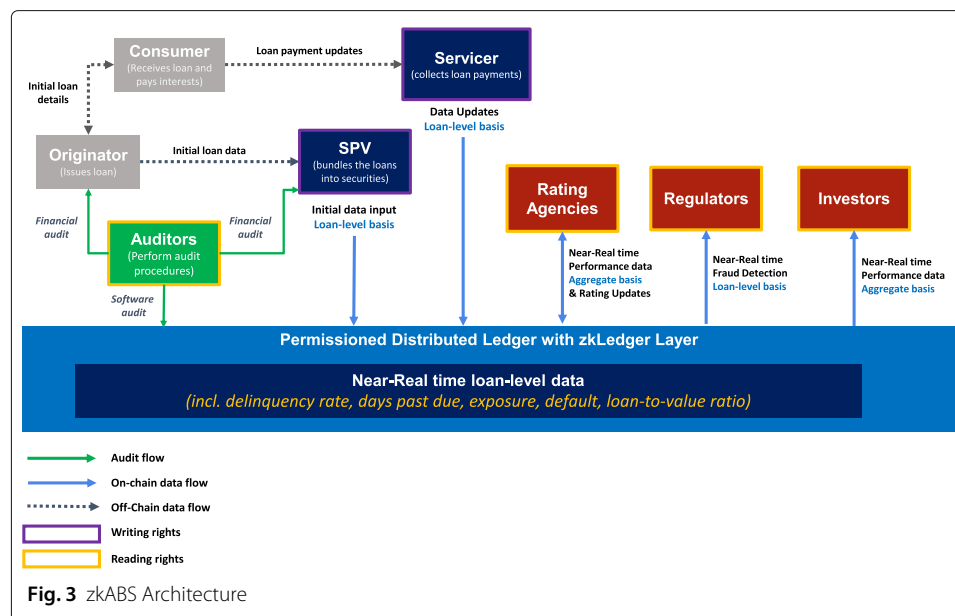 Consumer
(Receives loan and
pays interests)
Loan payment updates
Servicer
(collects loan payments)
Initial loan
details
Data Updates
Loan-level basis
Originator
(Issues loan)
Initial loan data
SPV
(bundles the loans
into securities)
Rating
Agencies
Regulators
Investors
Financial
audit
Financial
audit
Initial data input
Loan-level basis
Auditors
(Perform audit
procedures)
Near-Real time
Performance data
Aggregate basis
& Rating Updates
Near-Real time
Fraud Detection
Loan-level basis
Near-Real time
Performance data
Aggregate basis
Software
audit
Permissioned Distributed Ledger with zkLedger Layer
Near-Real time loan-level data
(incl. delinquency rate, days past due, exposure, default, loan-to-value ratio)
Audit flow
On-chain data flow
Off-Chain data flow
Writing rights
Reading rights
Fig. 3 zkABS Architecture